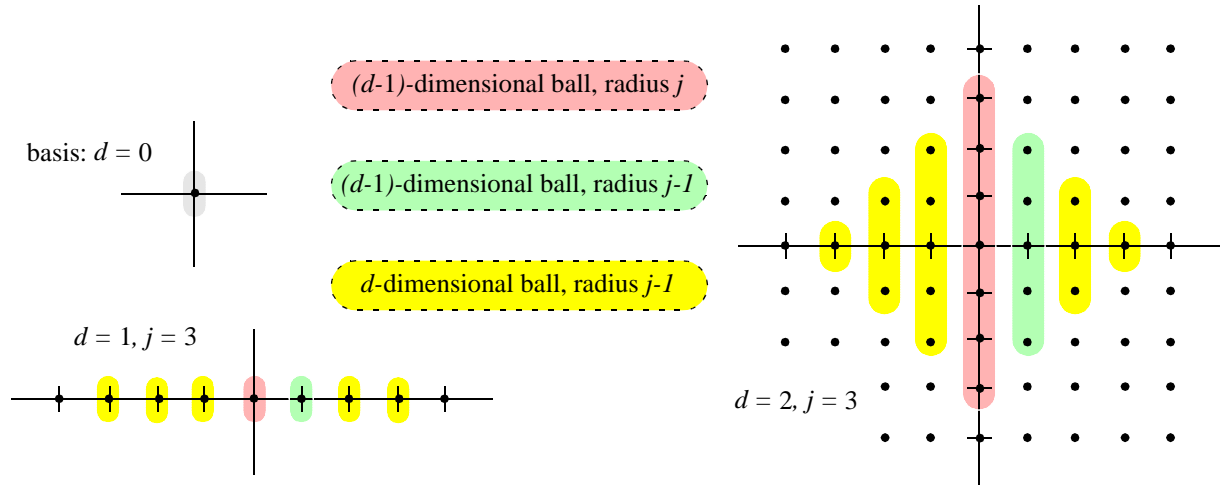 (d-1)-dimensional ball, radius j
basis: d = 0
(d-1)-dimensional ball, radius j-1
d-dimensional ball, radius j-1
d = 1, j = 3
d = 2, j = 3